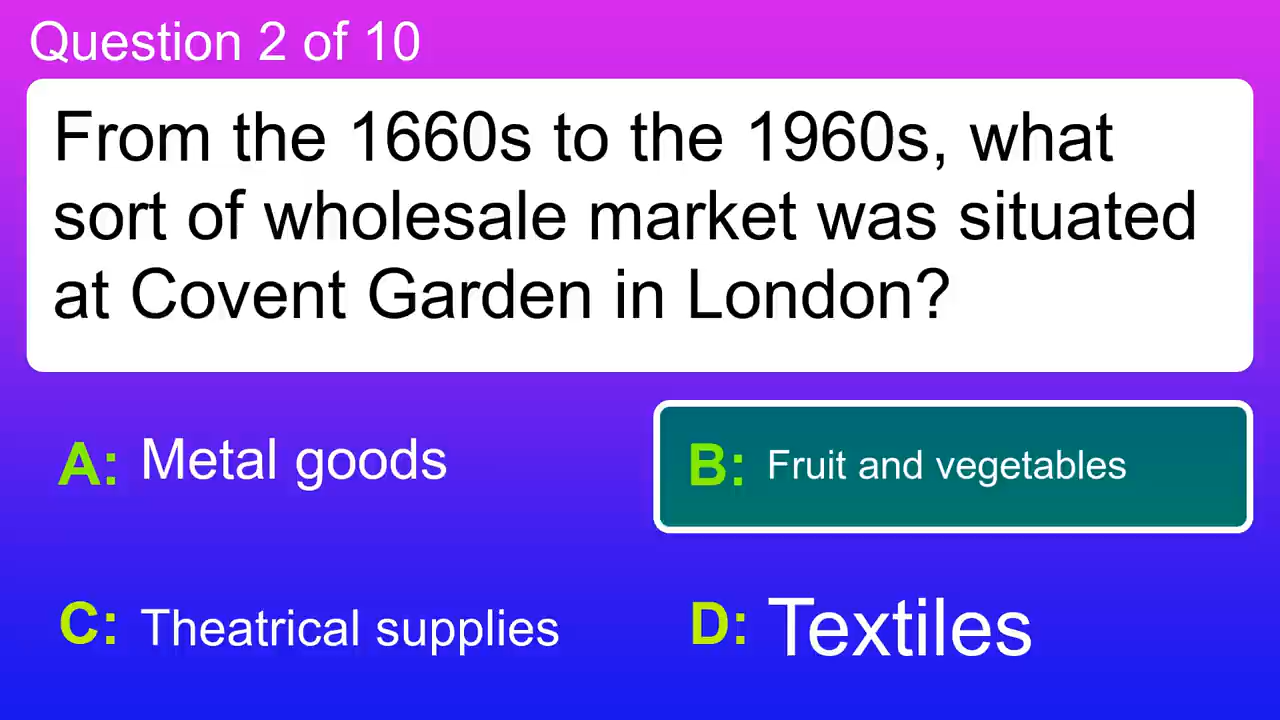 Question 2 of 10
From the 1660s to the 1960s, what
sort of wholesale market was situated
at Covent Garden in London?
A: Metal goods
B: Fruit and vegetables
C: Theatrical supplies
D: Textiles